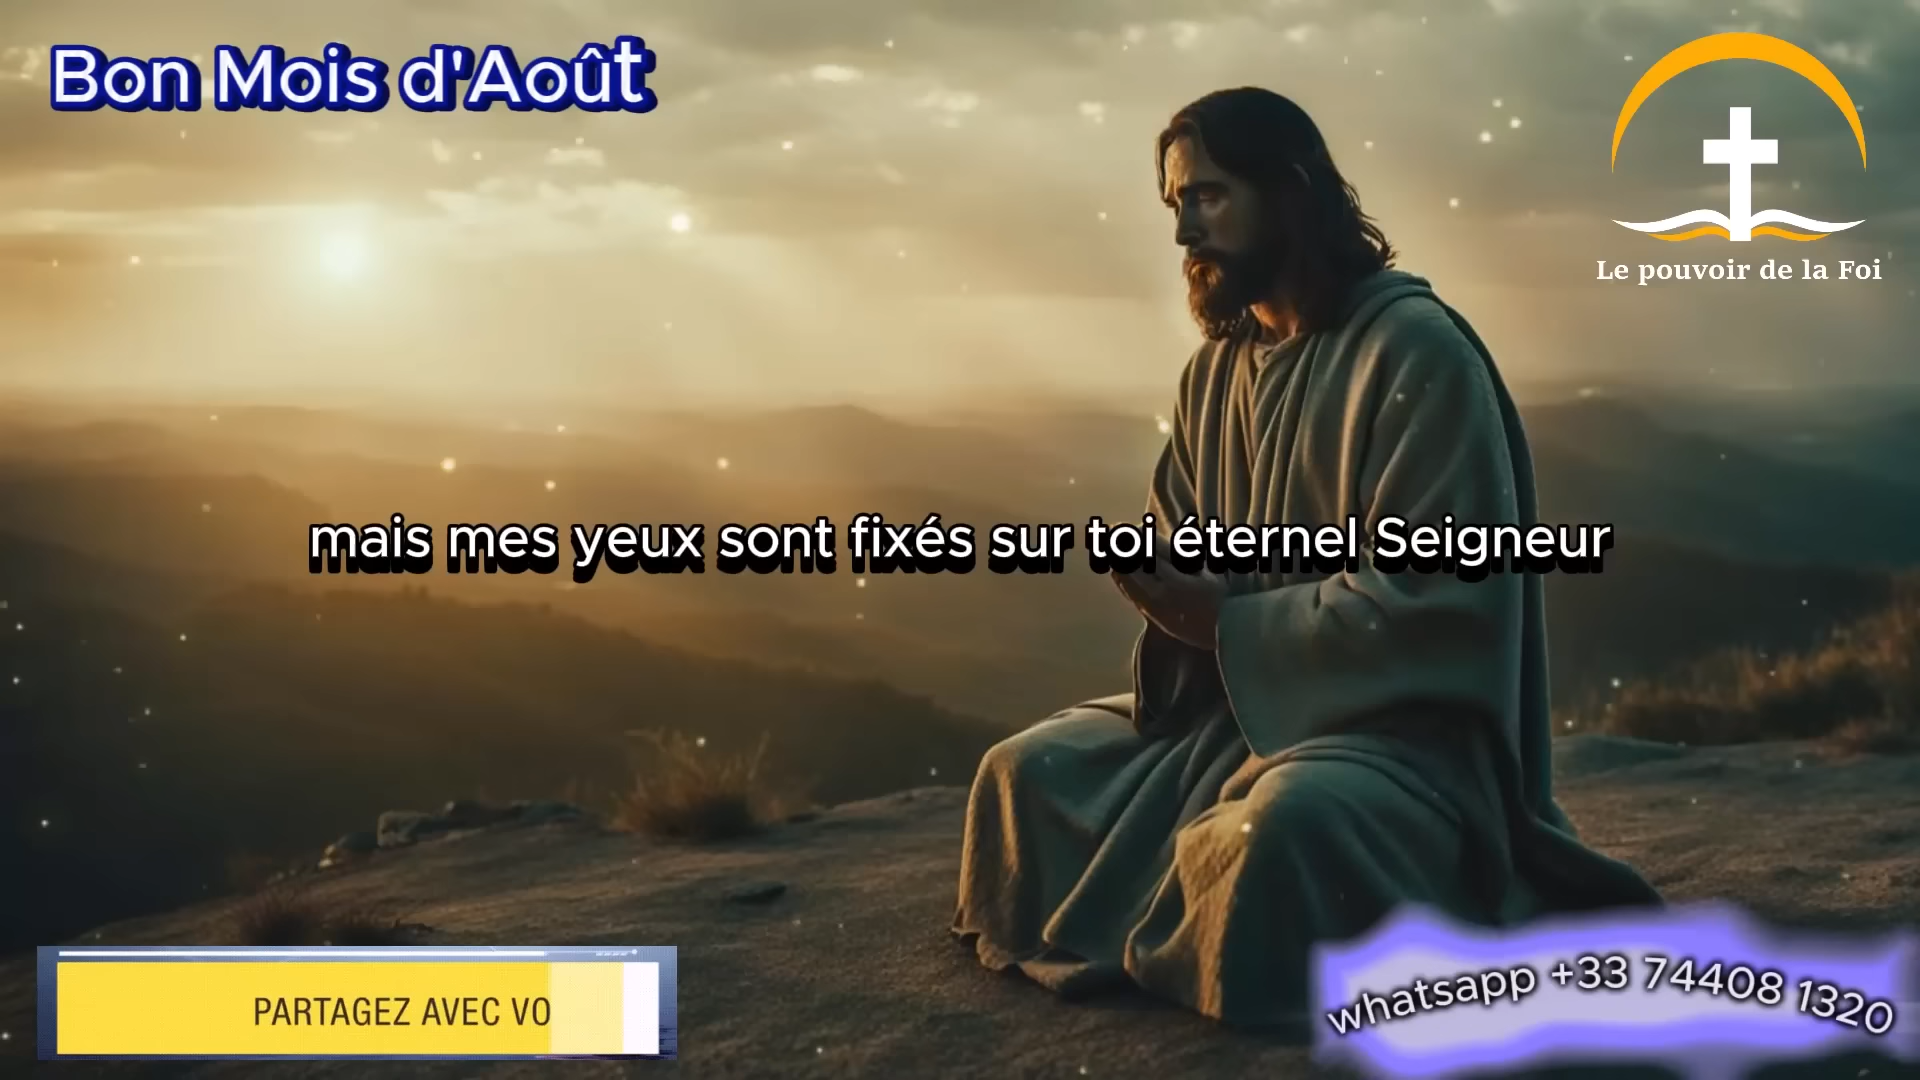 Bon Mois d'Août
Le pouvoir de la Foi
mais mes yeux sont fixés sur toi éternel Seigneur
PARTAGEZ AVEC VO
whatsapp +33 74408 1320